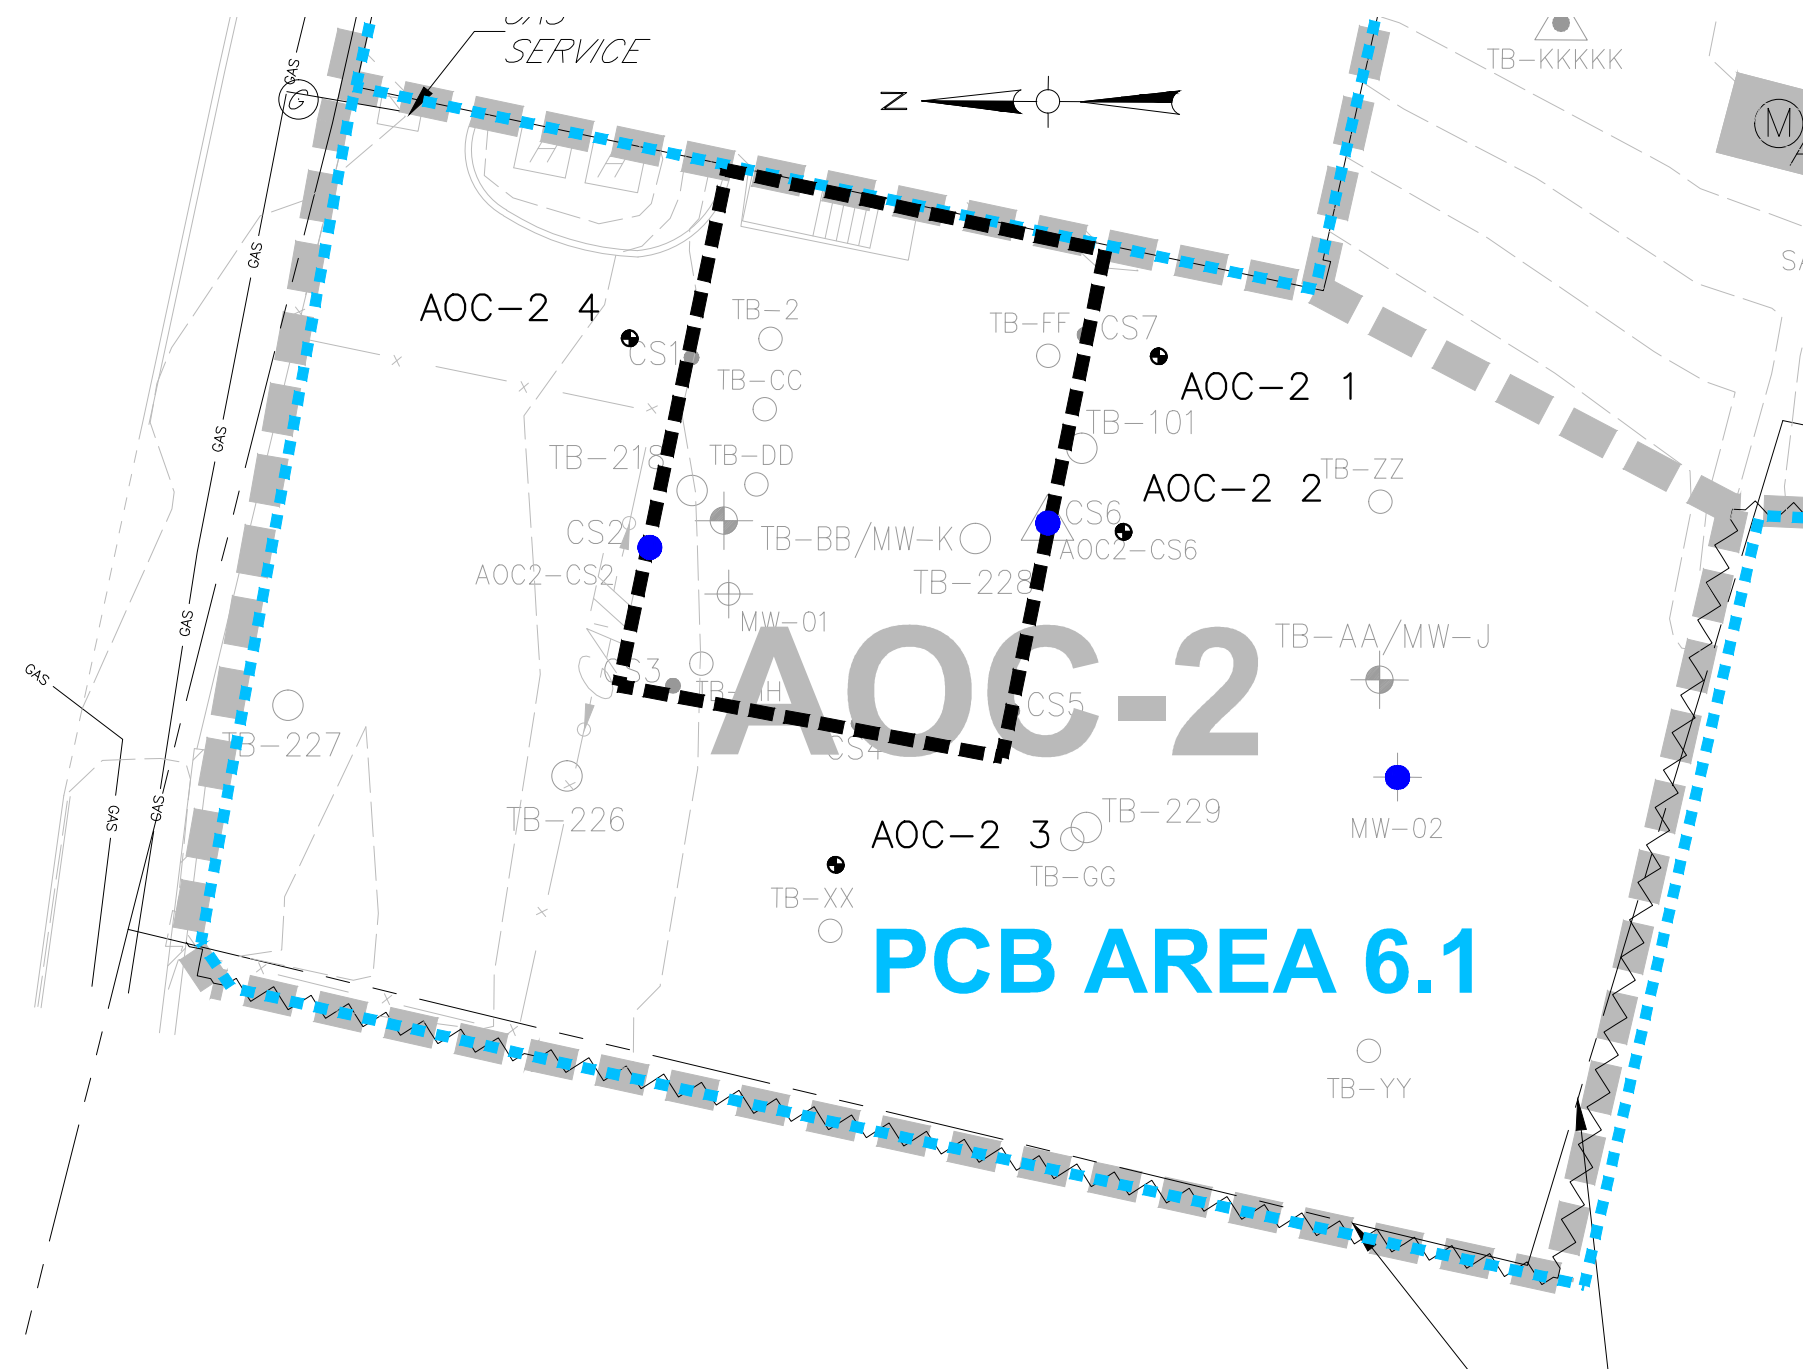 SERVICE
TB-KKKKK
GAS
G
N
M
GAS
AOC-2 4
TB-2
TB-FF
CS7
CS1
TB-CC
AOC-2 1
TB-101
GAS
TB-218
TB-DD
TB-ZZ
AOC-2 2
CS6
CS2
TB-BB/MW-K
AOC2-CS6
AOC2-CS2
TB-228
GAS
MW-01
AOC-2
TB-AA/MW-J
CS3
GAS
CS5
TB-227
CS4
GAS
GAS
TB-226
TB-229
MW-02
AOC-2 3
TB-GG
TB-XX
PCB AREA 6.1
TB-YY